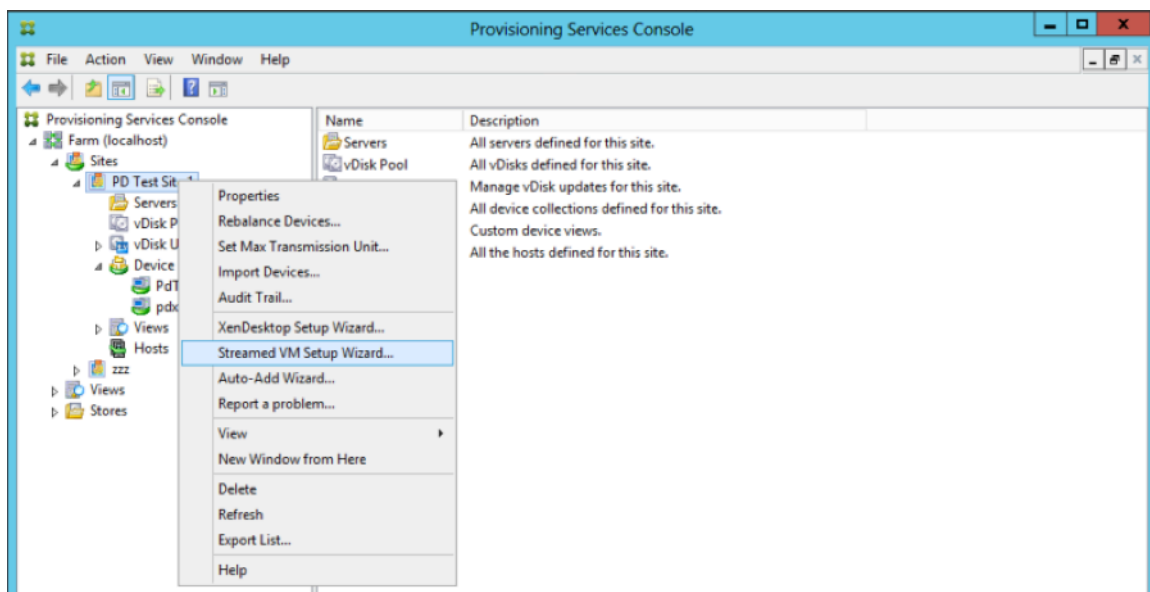 Provisioning Services Console
File Action View Window Help
Provisioning Services Console
Farm (localhost)
Sites
PD Test Sit 1
Servers
vDisk P
vDisk U
Device
PdT
pdx
Views
Hosts
zzz
Views
Stores
Name Description
Servers All servers defined for this site.
vDisk Pool All vDisks defined for this site.
Manage vDisk updates for this site.
All device collections defined for this site.
Custom device views.
All the hosts defined for this site.
Properties
Rebalance Devices...
Set Max Transmission Unit...
Import Devices...
Audit Trail...
XenDesktop Setup Wizard...
Streamed VM Setup Wizard...
Auto-Add Wizard...
Report a problem...
View
New Window from Here
Delete
Refresh
Export List...
Help